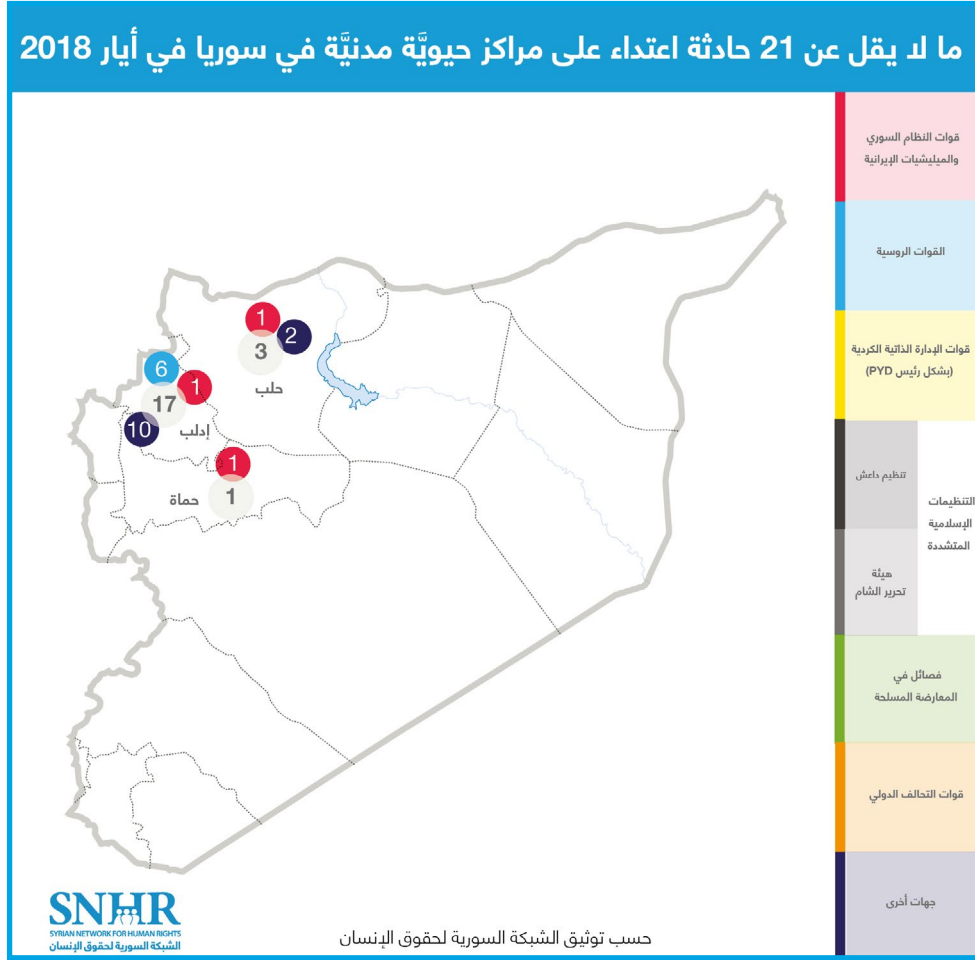 ما لا يقل عن 21 حادثة اعتداء على مراكز حيويَّة مدنيَّة في سوريا في أيار 2018
قوات النظام السوري
والميليشيات الإيرانية
القوات الروسية
قوات الإدارة الذاتية الكردية
(بشكل رئيس PYD)
تنظيم داعش
هيئة
تحرير الشام
التنظيمات
الإسلامية
المتشددة
فصائل في
المعارضة المسلحة
قوات التحالف الدولي
جهات أخرى
1
2
3
حلب
6
1
17
10
إدلب
1
1
حماة
SNHR
SYRIAN NETWORK FOR HUMAN RIGHTS
الشبكة السورية لحقوق الإنسان
حسب توثيق الشبكة السورية لحقوق الإنسان